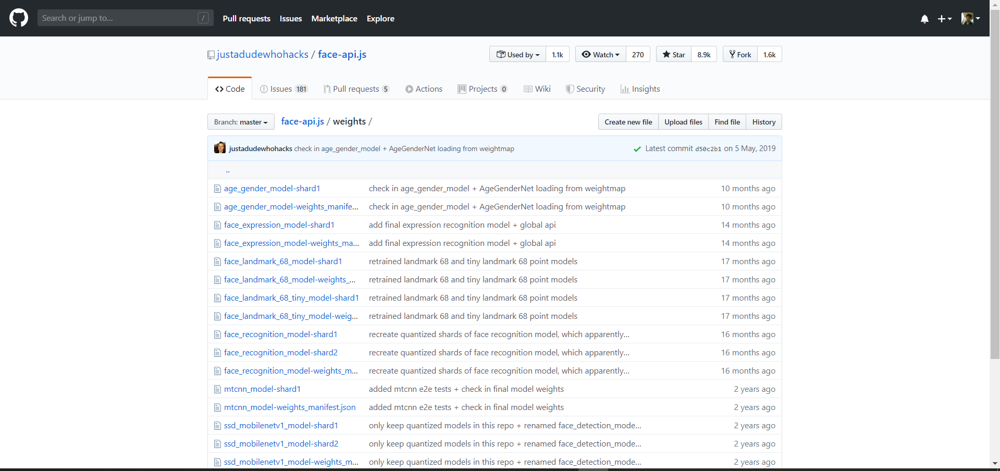 Search or jump to... /
Pull requests Issues Marketplace Explore
justadudewhohacks / face-api.js
Used by 1.1k Watch 270 Star 8.9k Fork 1.6k
Code Issues 181 Pull requests 5 Actions Projects 0 Wiki Security Insights
Branch: master face-api.js / weights / Create new file Upload files Find file History
justadudewhohacks check in age_gender_model + AgeGenderNet loading from weightmap Latest commit d50c2b1 on 5 May, 2019
..
age_gender_model-shard1 check in age_gender_model + AgeGenderNet loading from weightmap 10 months ago
age_gender_model-weights_manife... check in age_gender_model + AgeGenderNet loading from weightmap 10 months ago
face_expression_model-shard1 add final expression recognition model + global api 14 months ago
face_expression_model-weights_ma... add final expression recognition model + global api 14 months ago
face_landmark_68_model-shard1 retrained landmark 68 and tiny landmark 68 point models 17 months ago
face_landmark_68_model-weights_... retrained landmark 68 and tiny landmark 68 point models 17 months ago
face_landmark_68_tiny_model-shard1 retrained landmark 68 and tiny landmark 68 point models 17 months ago
face_landmark_68_tiny_model-weig... retrained landmark 68 and tiny landmark 68 point models 17 months ago
face_recognition_model-shard1 recreate quantized shards of face recognition model, which apparently... 16 months ago
face_recognition_model-shard2 recreate quantized shards of face recognition model, which apparently... 16 months ago
face_recognition_model-weights_m... recreate quantized shards of face recognition model, which apparently... 16 months ago
mtcnn_model-shard1 added mtcnn e2e tests + check in final model weights 2 years ago
mtcnn_model-weights_manifest.json added mtcnn e2e tests + check in final model weights 2 years ago
ssd_mobilenetv1_model-shard1 only keep quantized models in this repo + renamed face_detection_mode... 2 years ago
ssd_mobilenetv1_model-shard2 only keep quantized models in this repo + renamed face_detection_mode... 2 years ago
ssd_mobilenetv1_model-weights_m... only keep quantized models in this repo + renamed face_detection_mode... 2 years ago